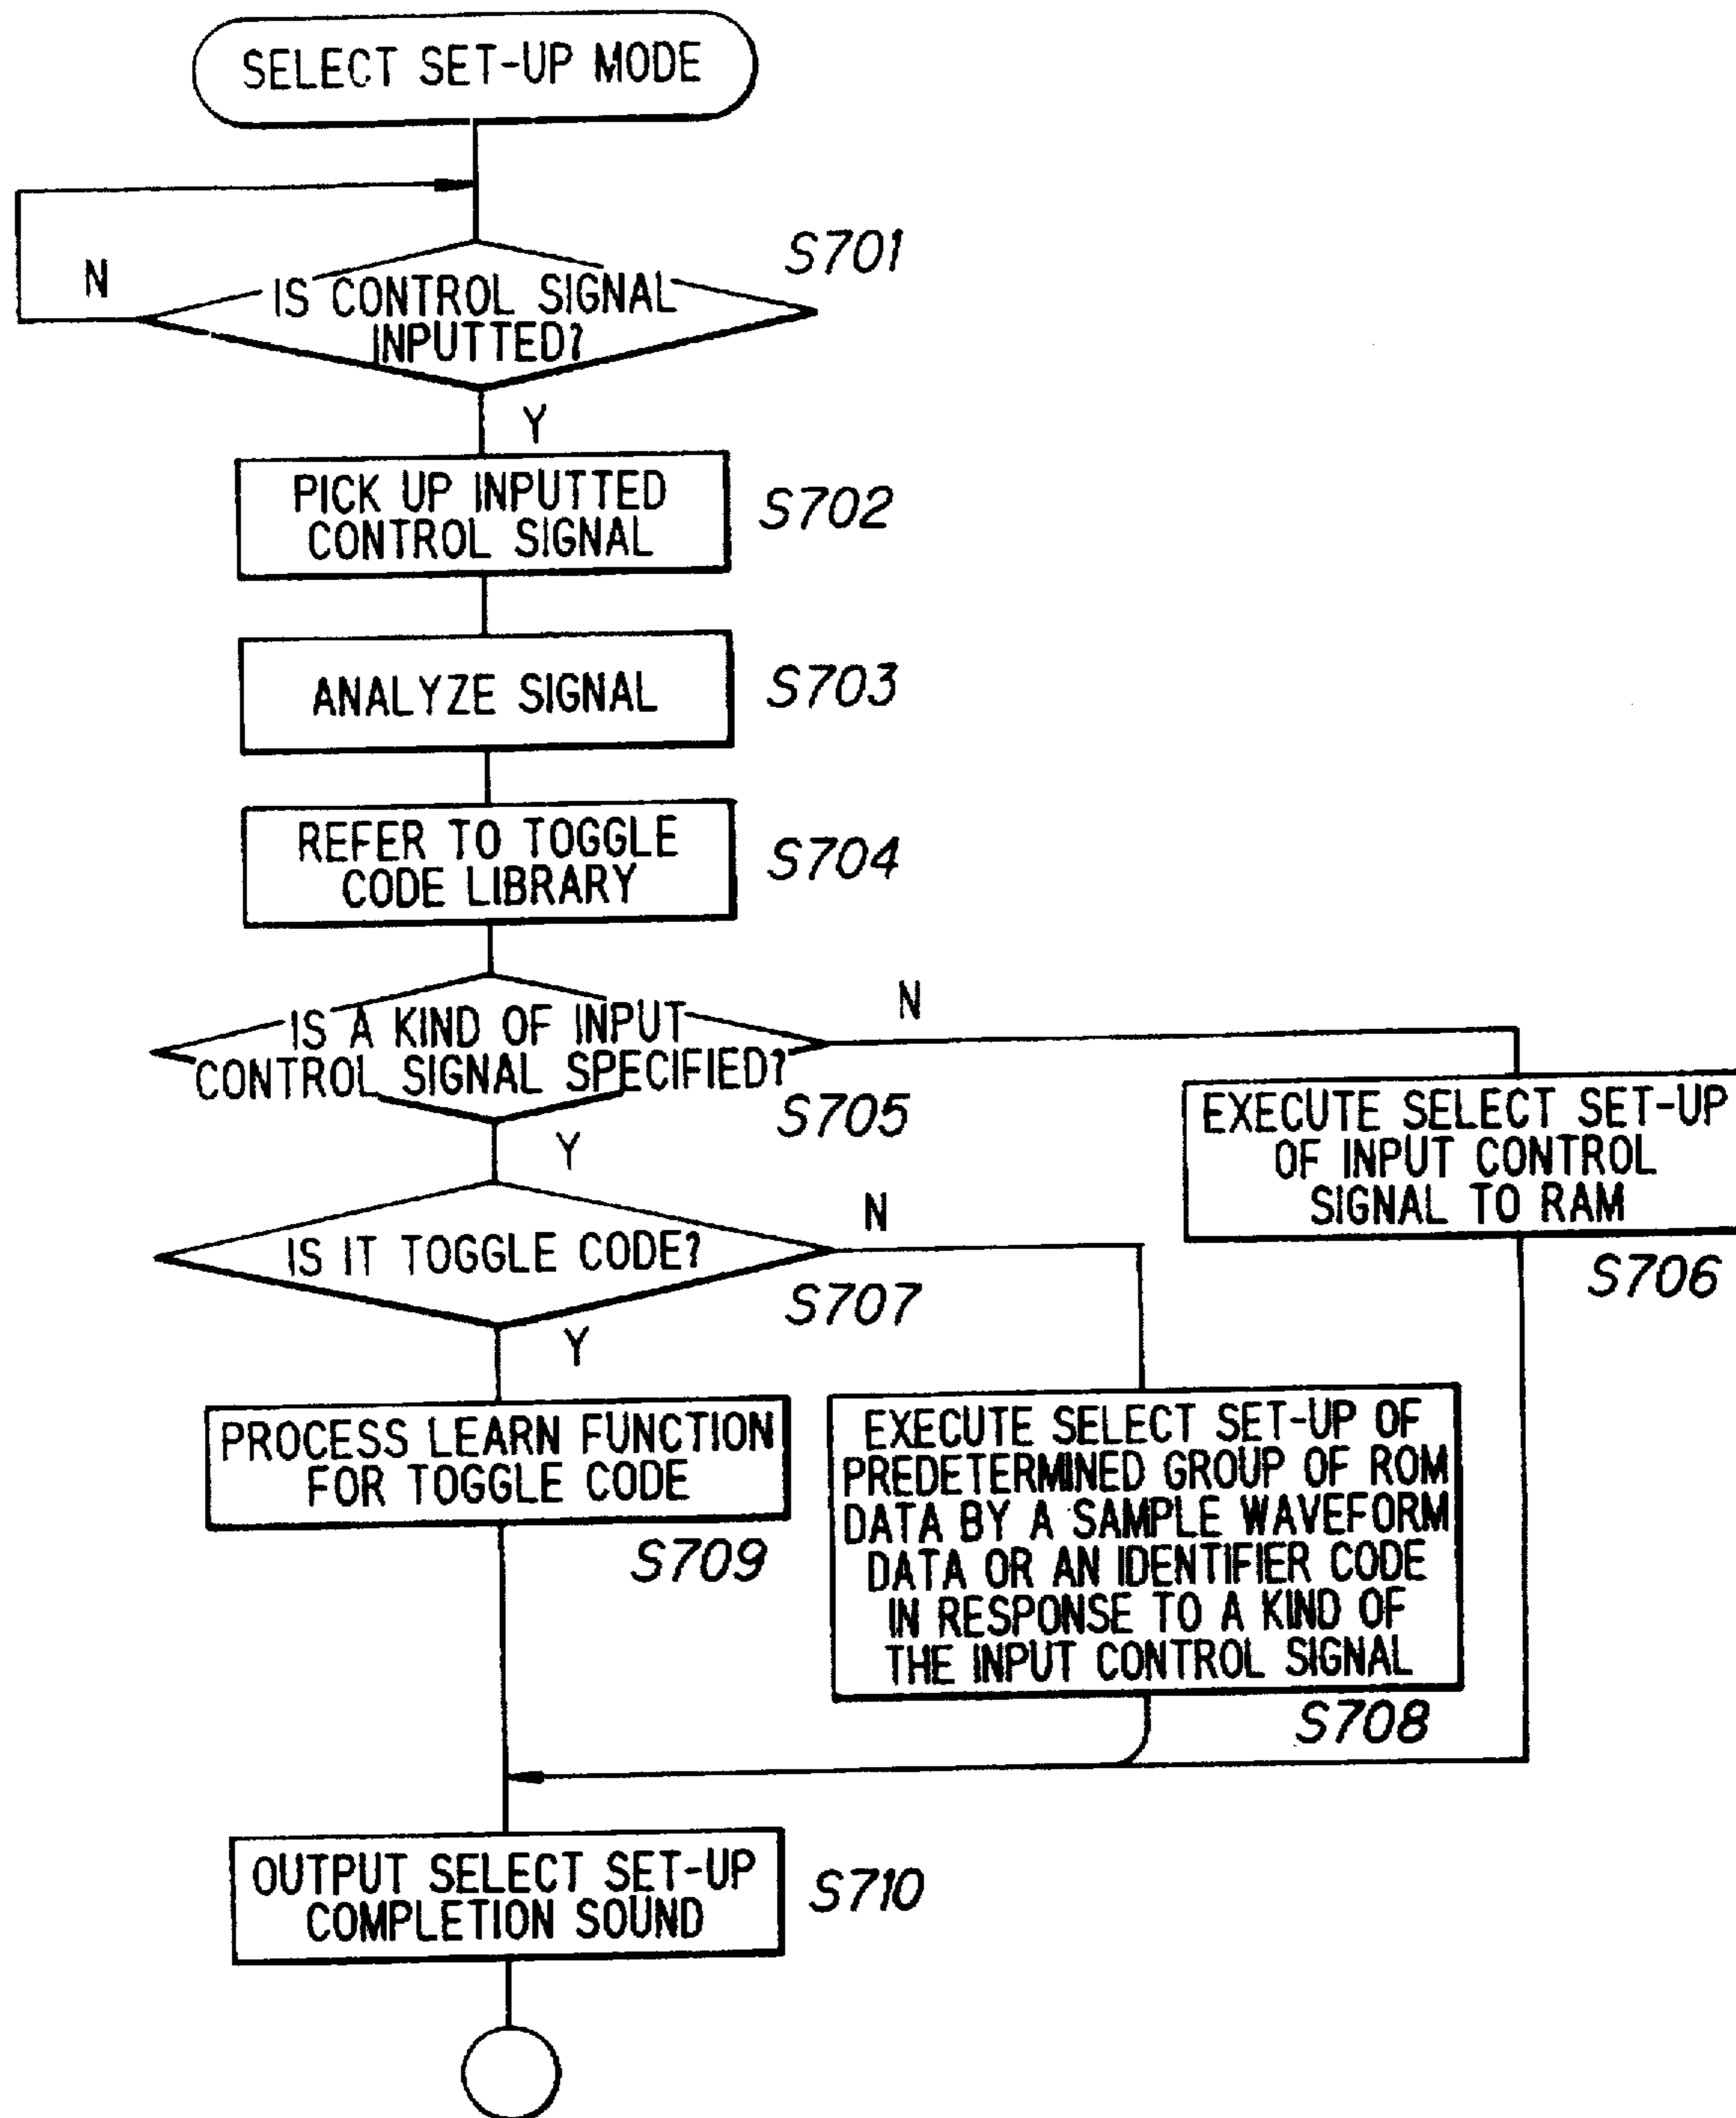 SELECT SET-UP MODE
S701
N
IS CONTROL SIGNAL
INPUTTED?
Y
PICK UP INPUTTED
CONTROL SIGNAL
S702
ANALYZE SIGNAL
S703
REFER TO TOGGLE
CODE LIBRARY
S704
IS A KIND OF INPUT
CONTROL SIGNAL SPECIFIED?
N
S705
Y
EXECUTE SELECT SET-UP
OF INPUT CONTROL
SIGNAL TO RAM
S706
IS IT TOGGLE CODE?
N
S707
Y
PROCESS LEARN FUNCTION
FOR TOGGLE CODE
S709
EXECUTE SELECT SET-UP OF
PREDETERMINED GROUP OF ROM
DATA BY A SAMPLE WAVEFORM
DATA OR AN IDENTIFIER CODE
IN RESPONSE TO A KIND OF
THE INPUT CONTROL SIGNAL
S708
OUTPUT SELECT SET-UP
COMPLETION SOUND
S710